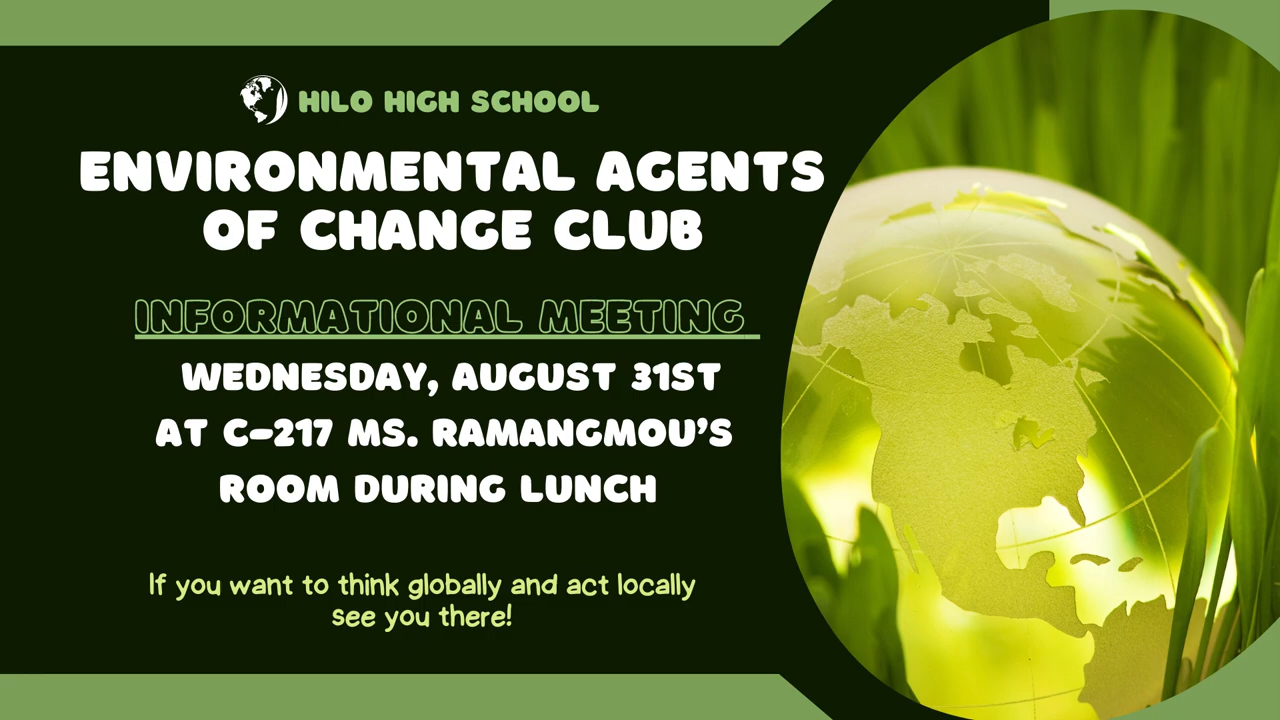 HILO HIGH SCHOOL
ENVIRONMENTAL AGENTS
OF CHANGE CLUB
INFORMATIONAL MEETING
WEDNESDAY, AUGUST 31ST
AT C-217 MS. RAMANGMOU'S
ROOM DURING LUNCH
If you want to think globally and act locally
see you there!